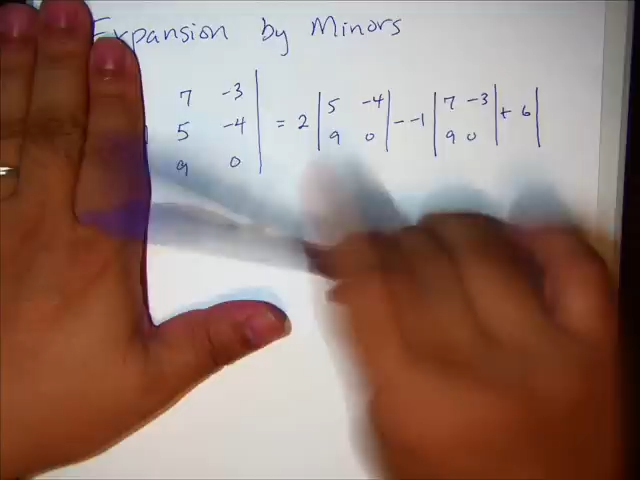 Expansion by Minors
7 -3
5 -4 = 2 | 5 -4 | - -1 | 7 -3 | + 6 |
9 0 | 9 0 | | 9 0 |